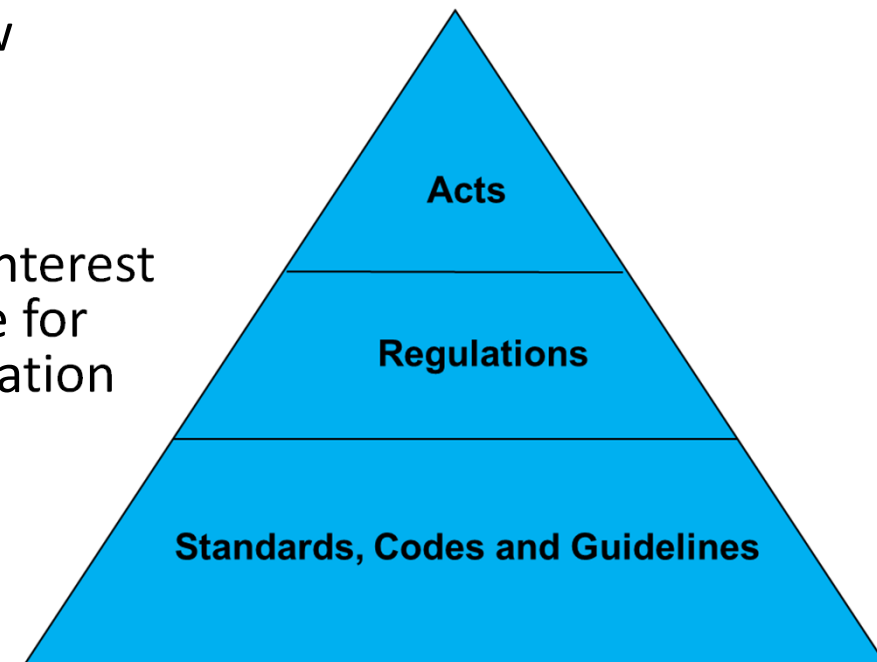 nterest
e for
ation
Acts
Regulations
Standards, Codes and Guidelines